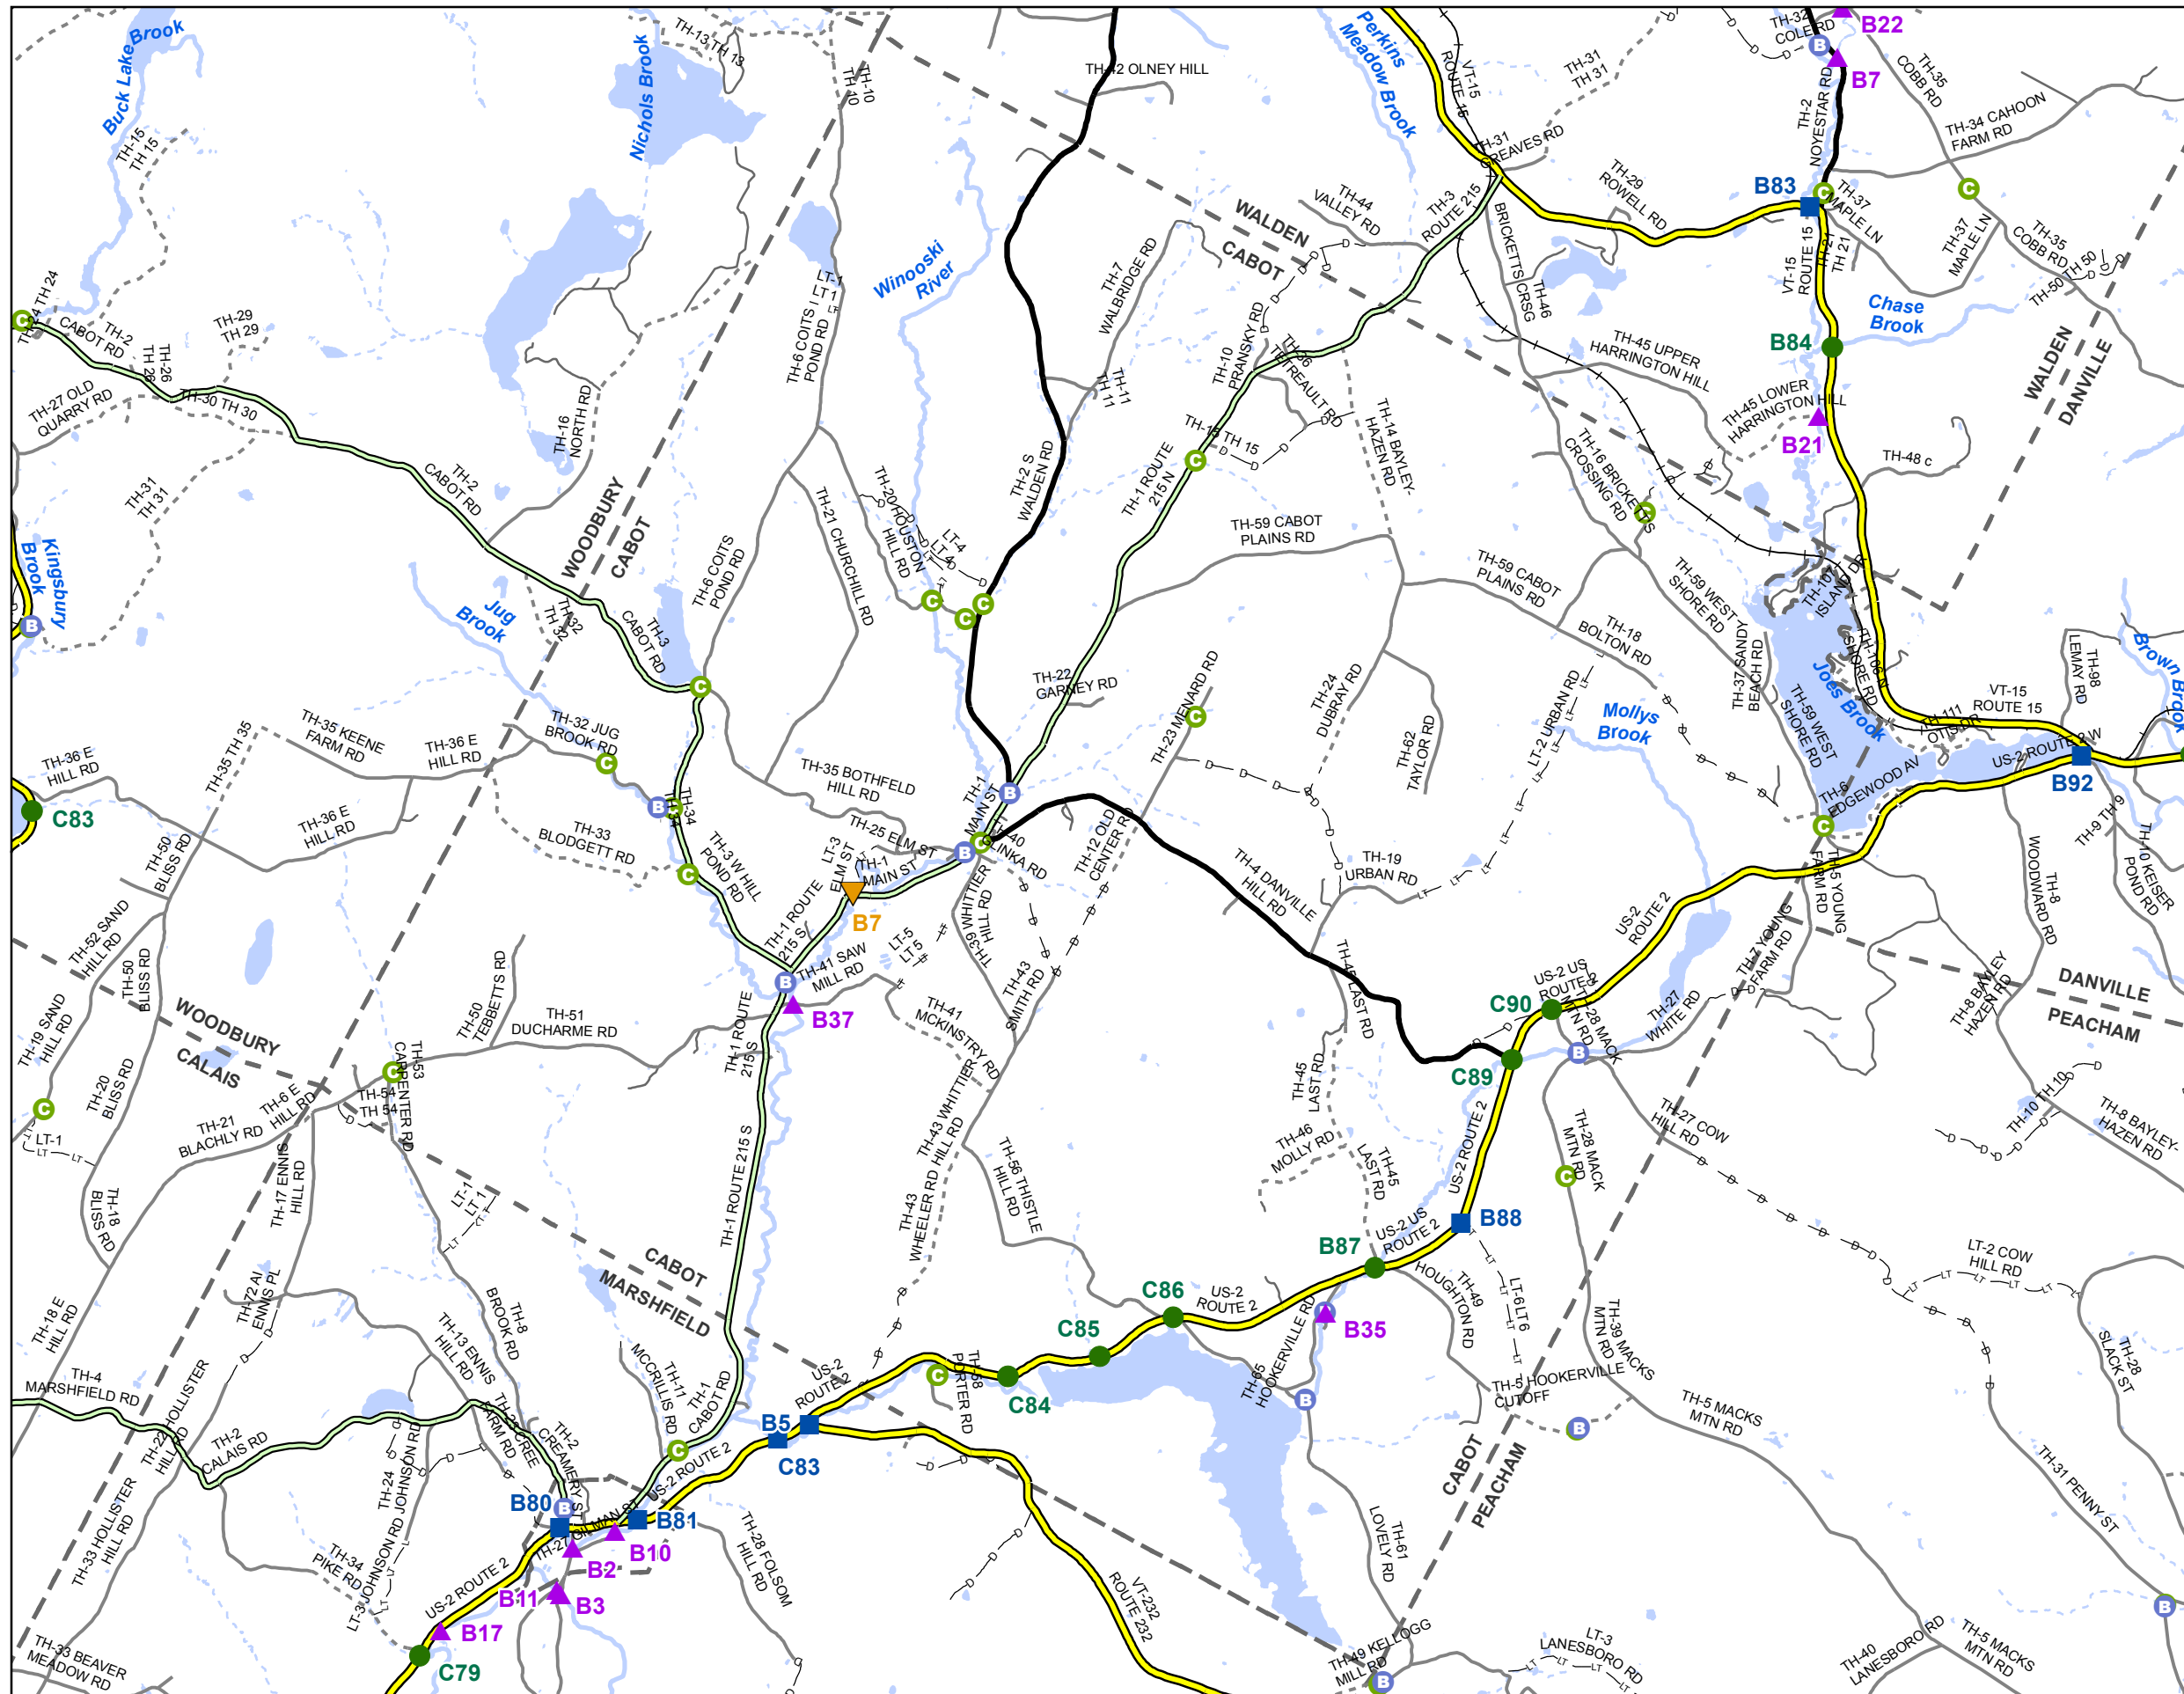 Buck Lake Brook
Nichols Brook
TH-13 TH 13
TH-10
TH 10
TH-42 OLNEY HILL
Perkins
Meadow Brook
VT-15
ROUTE 15
TH-31
TH 31
TH-32
COLE RD
B
B22
B7
TH-35
COBB RD
TH-2
NOYESTAR RD
TH-34 CAHOON
FARM RD
TH-15
TH 15
TH-31
GREAVES RD
TH-29
ROWELL RD
B83
C
TH-37
MAPLE LN
C
TH-37
MAPLE LN
TH-35
COBB RD
TH-50 TH 50
WALDEN
CABOT
TH-44
VALLEY RD
TH-3
ROUTE 215
BRICKETTS CRSG
TH-46
VT-15
ROUTE 15
TH-21
TH 21
Chase
Brook
Winooski
River
TH-7
WALBRIDGE RD
LT-1
LT 1
TH-6 COITS
POND RD
C
TH-24 TH 24
TH-2
CABOT RD
TH-26
TH 26
TH-29
TH 29
TH-27 OLD
QUARRY RD
TH-30 TH 30
TH-16
NORTH RD
TH-11
TH 11
TH-10
PRANSKY RD
TH-36
TETREAULT RD
TH-45 UPPER
HARRINGTON HILL
B84
WALDEN
DANVILLE
TH-45 LOWER
HARRINGTON HILL
B21
TH-48 c
TH-15 TH 15
C
TH-14 BAYLEY-
HAZEN RD
TH-16 BRICKETTS
CROSSING RD
C
TH-31
TH 31
TH-2
CABOT RD
WOODBURY
CABOT
TH-2 S
WALDEN RD
TH-1 ROUTE
215 N
TH-20 HOUSTON
HILL RD
TH-21 CHURCHILL RD
LT-4
LT 4
TH-59 CABOT
PLAINS RD
TH-59 CABOT
PLAINS RD
TH-59 WEST
SHORE RD
TH-107
ISLAND DR
Kingsbury
Brook
B
Jug
Brook
TH-32
TH 32
TH-3
CABOT RD
TH-6 COITS
POND RD
C
C
C
C
TH-18
BOLTON RD
TH-37 SANDY
BEACH RD
TH-106 N
SHORE RD
Joes Brook
TH-98
LEMAY RD
Brown Brook
TH-22
GARNEY RD
TH-23 MENARD RD
C
TH-24
DUBRAY RD
TH-62
TAYLOR RD
LT-2 URBAN RD
Mollys
Brook
TH-59 WEST
SHORE RD
VT-15
ROUTE 15
TH-111
OTIS DR
US-2 ROUTE 2 W
B92
TH-36 E
HILL RD
C83
TH-35 TH 35
TH-35 KEENE
FARM RD
TH-36 E
HILL RD
TH-32 JUG
BROOK RD
C
B
TH-34
TH 34
TH-35 BOTHFELD
HILL RD
TH-1
MAIN ST
B
TH-6
EDGEWOOD AV
C
TH-36 E
HILL RD
TH-33
BLODGETT RD
C
TH-3 W HILL
POND RD
TH-25 ELM ST
LT-3
ELM ST
TH-1
MAIN ST
B
C
TH-40
GLINKA RD
TH-12 OLD
CENTER RD
TH-4 DANVILLE
HILL RD
TH-19
URBAN RD
TH-5 YOUNG
FARM RD
TH-9 TH 9
TH-10 KEISER
POND RD
TH-8
WOODWARD RD
TH-50
BLISS RD
B7
TH-52 SAND
HILL RD
TH-50
BLISS RD
TH-1 ROUTE
215 S
TH-39 WHITTIER
HILL RD
US-2
ROUTE 2
TH-7 YOUNG
FARM RD
TH-8 BAYLEY
HAZEN RD
DANVILLE
PEACHAM
WOODBURY
CALAIS
TH-19 SAND
HILL RD
TH-50
TEBBETTS RD
TH-51
DUCHARME RD
B
TH-41 SAW
MILL RD
B37
LT-5
LT 5
TH-41
MCKINSTRY RD
TH-43
SMITH RD
TH-45 LAST RD
C90
US-2 US
ROUTE 2
TH-28 MACK
MTN RD
B
TH-27
WHITE RD
C
LT-1
TH-20
BLISS RD
TH-21
BLACHLY RD
TH-6 E
HILL RD
C
TH-53
CARPENTER RD
TH-54
TH 54
TH-1 ROUTE
215 S
TH-43 WHITTIER
HILL RD
TH-45
LAST RD
C89
TH-46
MOLLY RD
TH-45
LAST RD
US-2 ROUTE 2
TH-27 COW
HILL RD
TH-28 MACK
MTN RD
C
TH-10 TH 10
TH-8 BAYLEY-
HAZEN RD
TH-18
BLISS RD
TH-17 ENNIS
HILL RD
LT-1
LT 1
TH-1 ROUTE 215 S
TH-43
WHEELER RD
TH-56 THISTLE
HILL RD
B88
B87
US-2 US
ROUTE 2
LT-2 COW
HILL RD
TH-18 E
HILL RD
TH-72 AI
ENNIS PL
TH-8
BROOK RD
TH-13 ENNIS
HILL RD
CABOT
MARSHFIELD
C86
US-2
ROUTE 2
B35
TH-49
HOUGHTON RD
LT-6 LT 6
TH-39 MACKS
MTN RD
TH-28
SLACK ST
TH-4
MARSHFIELD RD
TH-22 HOLLISTER
HILL RD
TH-2
CALAIS RD
TH-11
MCCRILLIS RD
TH-1
CABOT RD
US-2
ROUTE 2
C
TH-58
PORTER RD
C84
C85
TH-65
HOOKERVILLE RD
B
TH-5 HOOKERVILLE
CUTOFF
B
TH-5 MACKS
MTN RD
FARM RD
TH-2
CREAMERY ST
C
B5
C83
US-2 ROUTE 2
CABOT
PEACHAM
TH-31 PENNY ST
TH-33 HOLLISTER
HILL RD
TH-24
JOHNSON RD
LT-3 JOHNSON RD
B80
B
GILMAN ST
TH-27
B81
B10
B2
B11
B3
TH-34
PIKE RD
US-2 ROUTE 2
B17
C79
TH-28 FOLSOM
HILL RD
VT-232
ROUTE 232
TH-61
LOVELY RD
TH-33 BEAVER
MEADOW RD
TH-49 KELLOGG
MILL RD
B
LT-3
LANESBORO RD
TH-40
LANESBORO RD
TH-5 MACKS
MTN RD
B